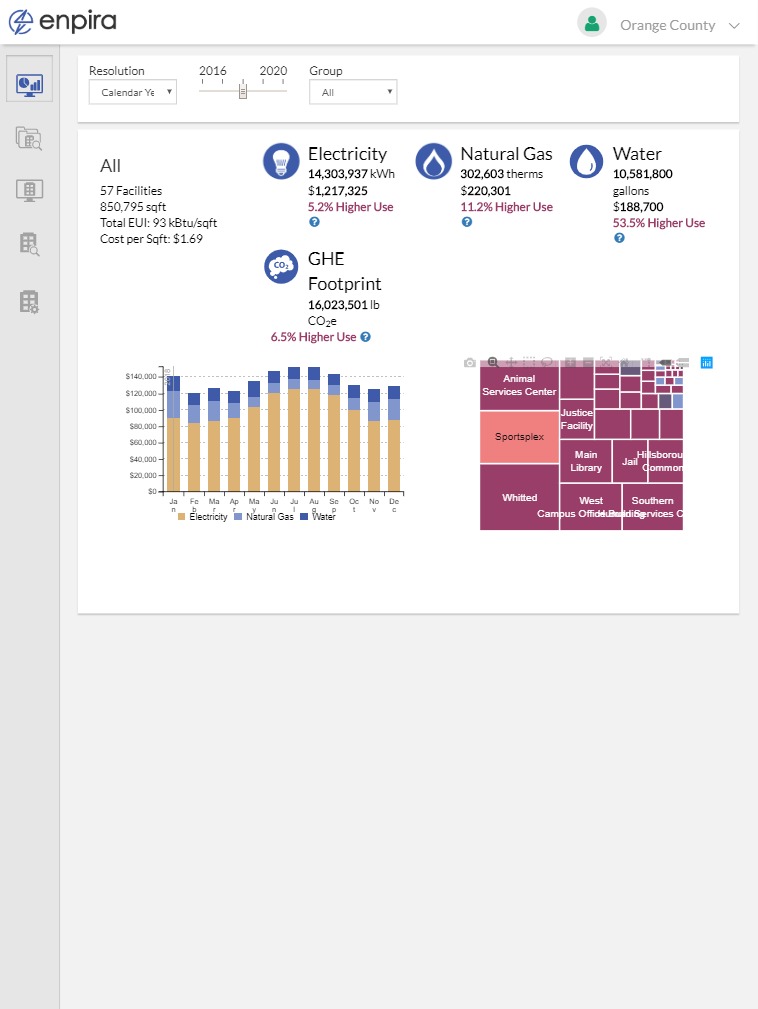 enpira
Orange County
Resolution
2016
2020
Group
Calendar Ye
All
All
57 Facilities
850,795 sqft
Total EUI: 93 kBtu/sqft
Cost per Sqft: $1.69
Electricity
14,303,937 kWh
$1,217,325
5.2% Higher Use
?
Natural Gas
302,603 therms
$220,301
11.2% Higher Use
?
Water
10,581,800
gallons
$188,700
53.5% Higher Use
?
CO₂
GHE
Footprint
16,023,501 lb
CO₂e
6.5% Higher Use ?
2018
$140,000
$120,000
$100,000
$80,000
$60,000
$40,000
$20,000
$0
Jan Feb Mar Apr May Jun Jul Aug Sep Oct Nov Dec
Electricity Natural Gas Water
Animal
Services Center
Sportsplex
Whitted
Justice
Facility
Main
Library
Jail
Hillsborou
Common
West
Campus Office Building
Southern
Human Services C